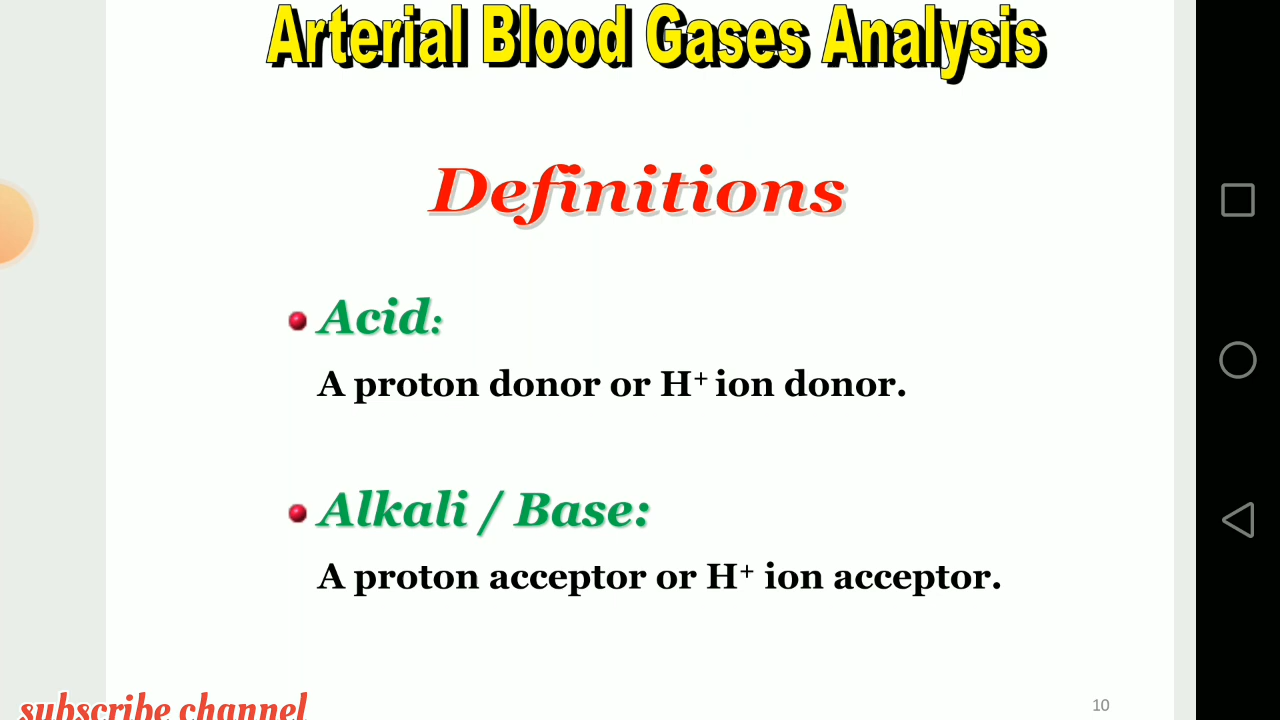 Arterial Blood Gases Analysis
Definitions
Acid:
A proton donor or H⁺ ion donor.
Alkali / Base:
A proton acceptor or H⁺ ion acceptor.
subscribe channel
10